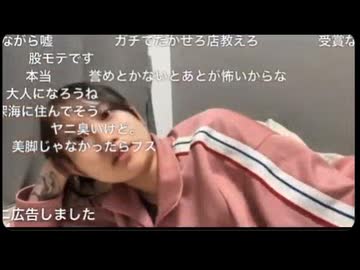 ながら嘘 ガチでだかせろ店教えろ 受賞な
股モテです
本当 誉めとかないとあとが怖いからな
大人になろうね
深海に住んでそう
ヤニ臭いけど。
美脚じゃなかったらブス
広告しました